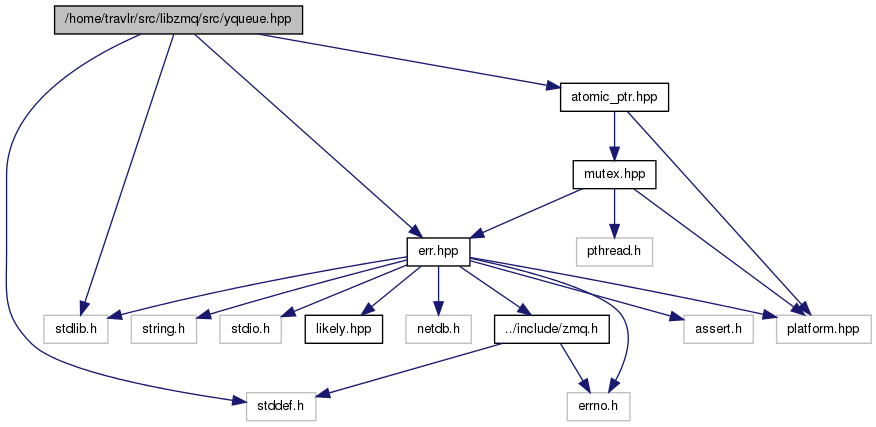 /home/travlr/src/libzmq/src/yqueue.hpp
atomic_ptr.hpp
mutex.hpp
err.hpp
pthread.h
stdlib.h
string.h
stdio.h
likely.hpp
netdb.h
../include/zmq.h
assert.h
platform.hpp
stddef.h
errno.h